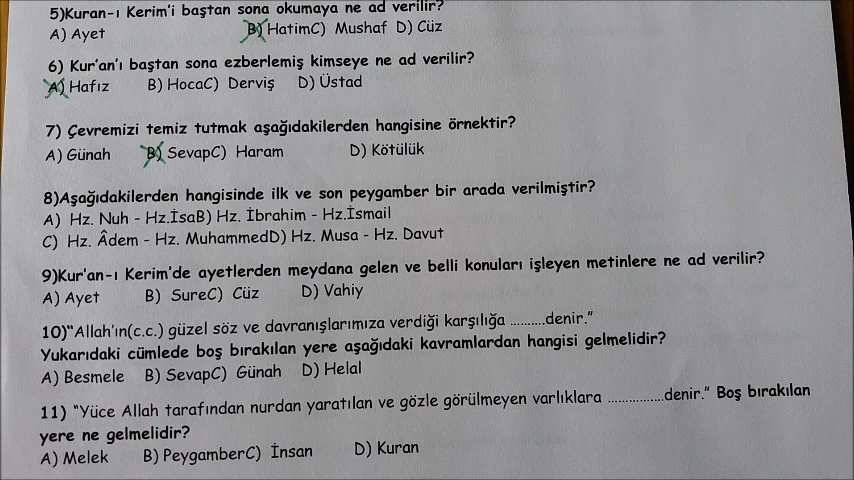 5)Kuran-ı Kerim'i baştan sona okumaya ne ad verilir?
A) Ayet B) HatimC) Mushaf D) Cüz
6) Kur'an'ı baştan sona ezberlemiş kimseye ne ad verilir?
A) Hafız B) HocaC) Derviş D) Üstad
7) Çevremizi temiz tutmak aşağıdakilerden hangisine örnektir?
A) Günah B) SevapC) Haram D) Kötülük
8)Aşağıdakilerden hangisinde ilk ve son peygamber bir arada verilmiştir?
A) Hz. Nuh - Hz.İsaB) Hz. İbrahim - Hz.İsmail
C) Hz. Âdem - Hz. MuhammedD) Hz. Musa - Hz. Davut
9)Kur'an-ı Kerim'de ayetlerden meydana gelen ve belli konuları işleyen metinlere ne ad verilir?
A) Ayet B) SureC) Cüz D) Vahiy
10)"Allah'ın(c.c.) güzel söz ve davranışlarımıza verdiği karşılığa ..........denir."
Yukarıdaki cümlede boş bırakılan yere aşağıdaki kavramlardan hangisi gelmelidir?
A) Besmele B) SevapC) Günah D) Helal
11) "Yüce Allah tarafından nurdan yaratılan ve gözle görülmeyen varlıklara ...............denir." Boş bırakılan
yere ne gelmelidir?
A) Melek B) PeygamberC) İnsan D) Kuran